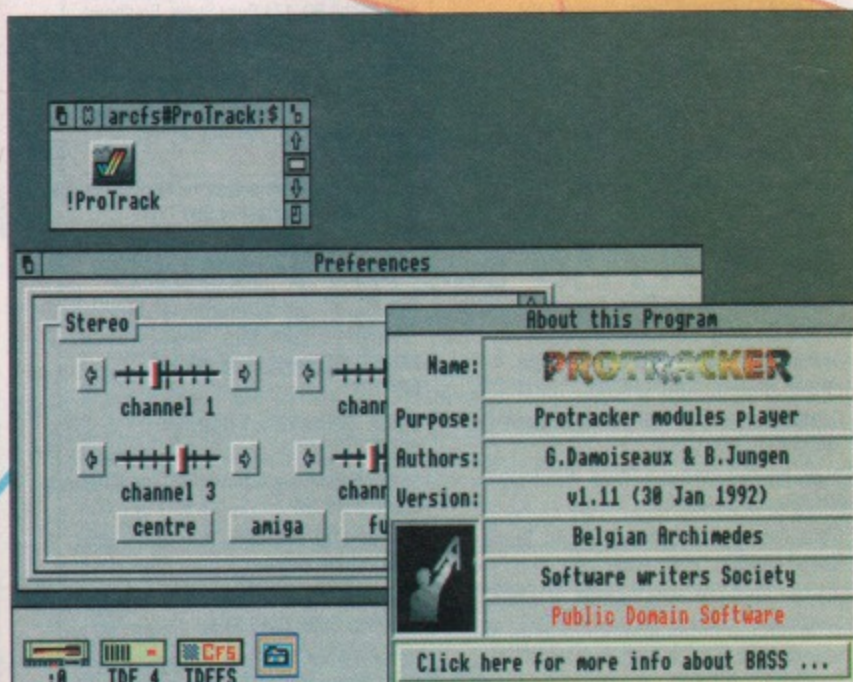 arcfs#ProTrack:$
!ProTrack
Preferences
Stereo
channel 1
channel 3
centre
amiga
About this Program
Name:
PROTRACKER
Purpose:
Protracker modules player
Authors:
G.Damoiseaux & B.Jungen
Version:
v1.11 (30 Jan 1992)
Belgian Archimedes
Software writers Society
Public Domain Software
Click here for more info about BASS ...
:0
CFS